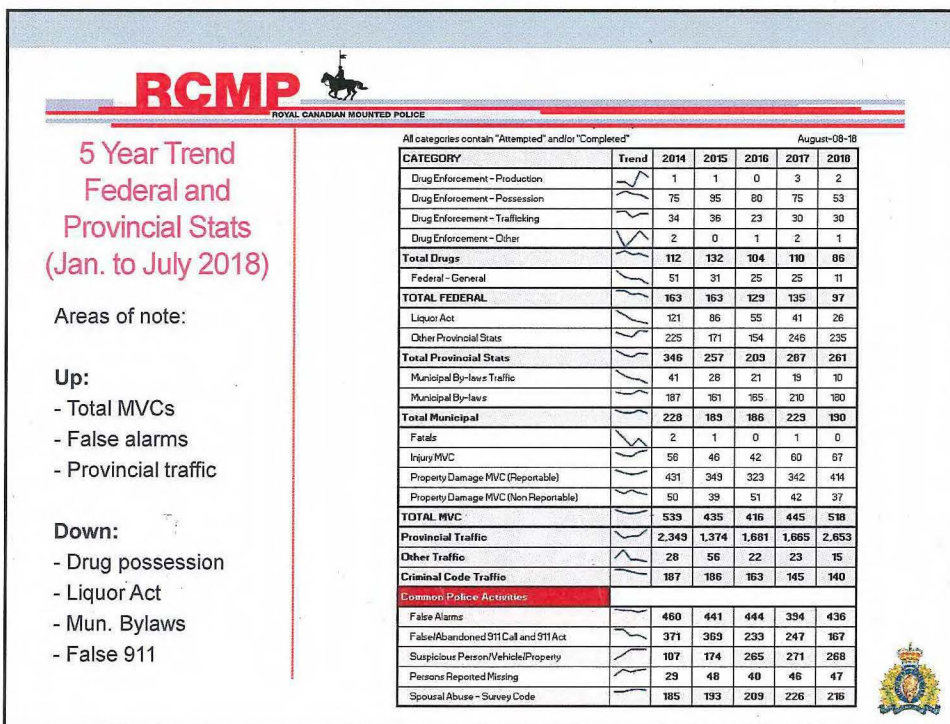 RCMP
ROYAL CANADIAN MOUNTED POLICE
5 Year Trend
Federal and
Provincial Stats
(Jan. to July 2018)
Areas of note:
Up:
- Total MVCs
- False alarms
- Provincial traffic
Down:
- Drug possession
- Liquor Act
- Mun. Bylaws
- False 911
All categories contain "Attempted" and/or "Completed" August-08-18
CATEGORY Trend 2014 2015 2016 2017 2018
Drug Enforcement - Production 1 1 0 3 2
Drug Enforcement - Possession 75 95 80 75 53
Drug Enforcement - Trafficking 34 36 23 30 30
Drug Enforcement - Other 2 0 1 2 1
Total Drugs 112 132 104 110 86
Federal - General 51 31 25 25 11
TOTAL FEDERAL 163 163 129 135 97
Liquor Act 121 86 55 41 26
Other Provincial Stats 225 171 154 246 235
Total Provincial Stats 346 257 209 287 261
Municipal By-laws Traffic 41 28 21 19 10
Municipal By-laws 187 161 165 210 180
Total Municipal 228 189 186 229 190
Fatals 2 1 0 1 0
Injury MVC 56 46 42 60 67
Property Damage MVC (Reportable) 431 349 323 342 414
Property Damage MVC (Non Reportable) 50 39 51 42 37
TOTAL MVC 539 435 416 445 518
Provincial Traffic 2,349 1,374 1,681 1,665 2,653
Other Traffic 28 56 22 23 15
Criminal Code Traffic 187 186 163 145 140
Common Police Activities
False Alarms 460 441 444 394 436
False/Abandoned 911 Call and 911 Act 371 369 233 247 167
Suspicious Person/Vehicle/Property 107 174 265 271 268
Persons Reported Missing 29 48 40 46 47
Spousal Abuse - Survey Code 185 193 209 226 216